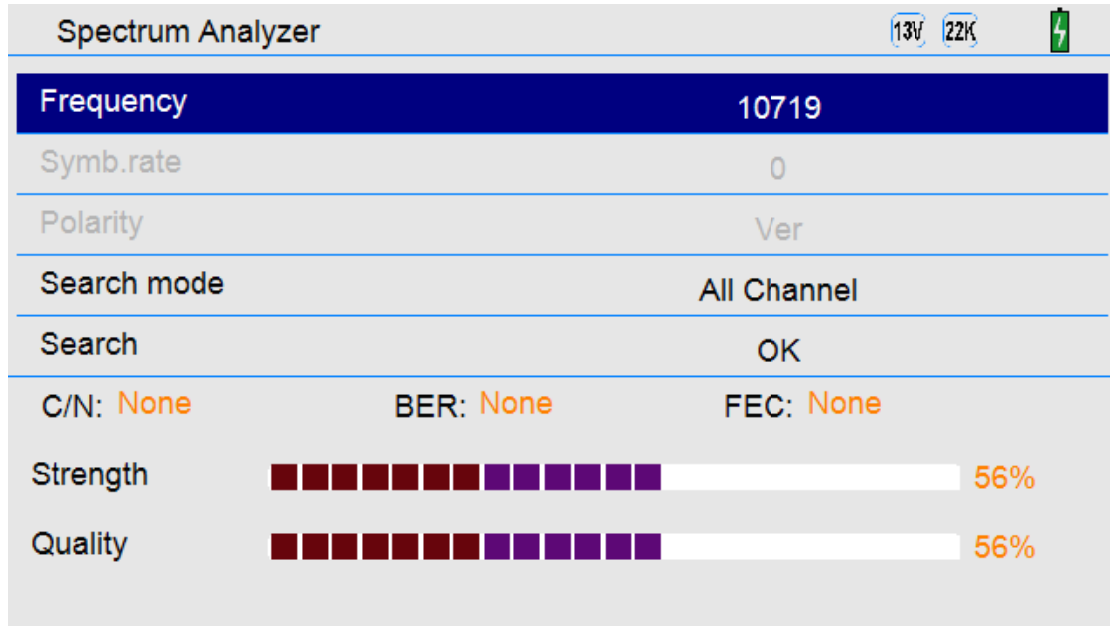 Spectrum Analyzer 13V 22K
Frequency 10719
Symb.rate 0
Polarity Ver
Search mode All Channel
Search OK
C/N: None BER: None FEC: None
Strength 56%
Quality 56%